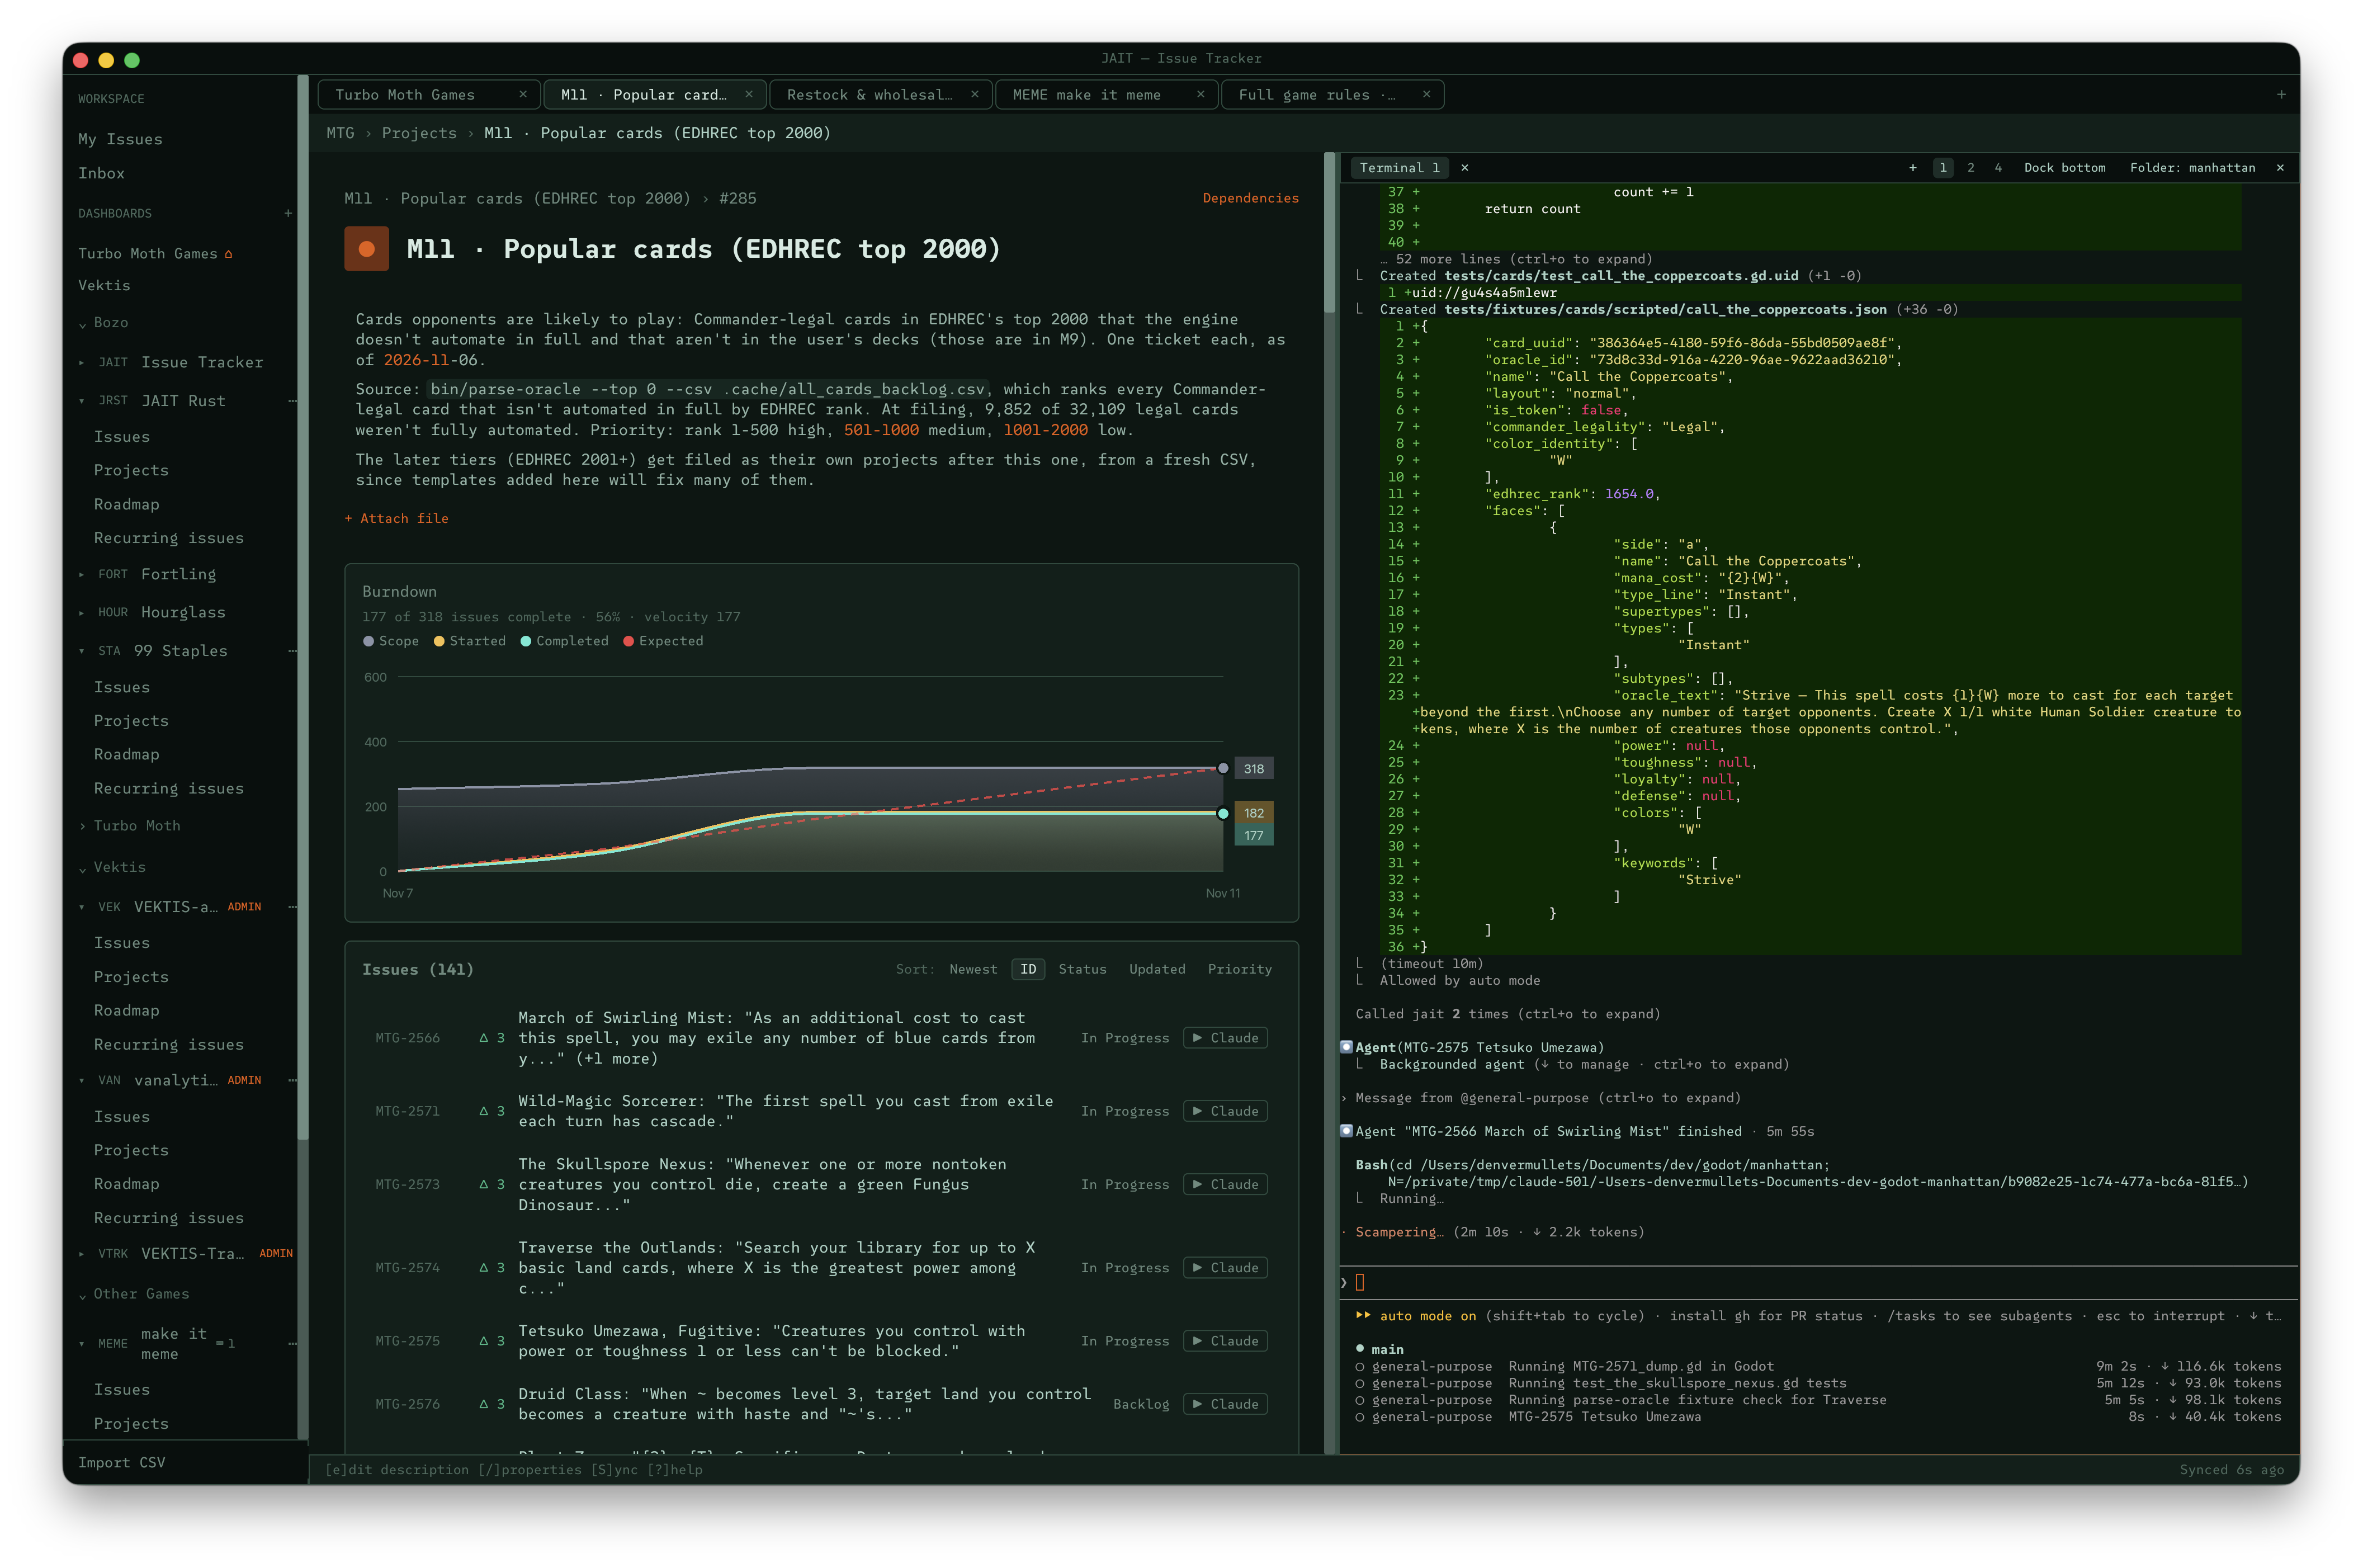 JAIT — Issue Tracker
WORKSPACE
My Issues
Inbox
DASHBOARDS +
Turbo Moth Games
Vektis
Bozo
JAIT Issue Tracker
JRST JAIT Rust …
Issues
Projects
Roadmap
Recurring issues
FORT Fortling
HOUR Hourglass
STA 99 Staples …
Issues
Projects
Roadmap
Recurring issues
Turbo Moth
Vektis
VEK VEKTIS-a… ADMIN …
Issues
Projects
Roadmap
Recurring issues
VAN vanalyti… ADMIN …
Issues
Projects
Roadmap
Recurring issues
VTRK VEKTIS-Tra… ADMIN
Other Games
MEME make it meme 1 …
Issues
Projects
Import CSV
Turbo Moth Games ×
M11 · Popular card… ×
Restock & wholesal… ×
MEME make it meme ×
Full game rules ·… ×
+
MTG › Projects › M11 · Popular cards (EDHREC top 2000)
M11 · Popular cards (EDHREC top 2000) › #285
Dependencies
M11 · Popular cards (EDHREC top 2000)
Cards opponents are likely to play: Commander-legal cards in EDHREC's top 2000 that the engine
doesn't automate in full and that aren't in the user's decks (those are in M9). One ticket each, as
of 2026-11-06.
Source: bin/parse-oracle --top 0 --csv .cache/all_cards_backlog.csv, which ranks every Commander-
legal card that isn't automated in full by EDHREC rank. At filing, 9,852 of 32,109 legal cards
weren't fully automated. Priority: rank 1-500 high, 501-1000 medium, 1001-2000 low.
The later tiers (EDHREC 2001+) get filed as their own projects after this one, from a fresh CSV,
since templates added here will fix many of them.
+ Attach file
Burndown
177 of 318 issues complete · 56% · velocity 177
Scope Started Completed Expected
600
400
200
0
318
182
177
Nov 7
Nov 11
Issues (141)
Sort: Newest ID Status Updated Priority
MTG-2566 Δ 3 March of Swirling Mist: "As an additional cost to cast
this spell, you may exile any number of blue cards from
y..." (+1 more)
In Progress ▶ Claude
MTG-2571 Δ 3 Wild-Magic Sorcerer: "The first spell you cast from exile
each turn has cascade."
In Progress ▶ Claude
MTG-2573 Δ 3 The Skullspore Nexus: "Whenever one or more nontoken
creatures you control die, create a green Fungus
Dinosaur..."
In Progress ▶ Claude
MTG-2574 Δ 3 Traverse the Outlands: "Search your library for up to X
basic land cards, where X is the greatest power among
c..."
In Progress ▶ Claude
MTG-2575 Δ 3 Tetsuko Umezawa, Fugitive: "Creatures you control with
power or toughness 1 or less can't be blocked."
In Progress ▶ Claude
MTG-2576 Δ 3 Druid Class: "When ~ becomes level 3, target land you control
becomes a creature with haste and "~'s..."
Backlog ▶ Claude
[e]dit description [/]properties [S]ync [?]help
Synced 6s ago
Terminal 1 ×
+ 1 2 4 Dock bottom Folder: manhattan ×
37 + count += 1
38 + return count
39 +
40 +
… 52 more lines (ctrl+o to expand)
└ Created tests/cards/test_call_the_coppercoats.gd.uid (+1 -0)
1 +uid://gu4s4a5mlewr
└ Created tests/fixtures/cards/scripted/call_the_coppercoats.json (+36 -0)
1 +{
2 + "card_uuid": "386364e5-4180-59f6-86da-55bd0509ae8f",
3 + "oracle_id": "73d8c33d-916a-4220-96ae-9622aad36210",
4 + "name": "Call the Coppercoats",
5 + "layout": "normal",
6 + "is_token": false,
7 + "commander_legality": "Legal",
8 + "color_identity": [
9 + "W"
10 + ],
11 + "edhrec_rank": 1654.0,
12 + "faces": [
13 + {
14 + "side": "a",
15 + "name": "Call the Coppercoats",
16 + "mana_cost": "{2}{W}",
17 + "type_line": "Instant",
18 + "supertypes": [],
19 + "types": [
20 + "Instant"
21 + ],
22 + "subtypes": [],
23 + "oracle_text": "Strive — This spell costs {1}{W} more to cast for each target
+beyond the first.\nChoose any number of target opponents. Create X 1/1 white Human Soldier creature to
+kens, where X is the number of creatures those opponents control.",
24 + "power": null,
25 + "toughness": null,
26 + "loyalty": null,
27 + "defense": null,
28 + "colors": [
29 + "W"
30 + ],
31 + "keywords": [
32 + "Strive"
33 + ]
34 + }
35 + ]
36 +}
└ (timeout 10m)
└ Allowed by auto mode
Called jait 2 times (ctrl+o to expand)
Agent(MTG-2575 Tetsuko Umezawa)
└ Backgrounded agent (↓ to manage · ctrl+o to expand)
› Message from @general-purpose (ctrl+o to expand)
Agent "MTG-2566 March of Swirling Mist" finished · 5m 55s
Bash(cd /Users/denvermullets/Documents/dev/godot/manhattan;
N=/private/tmp/claude-501/-Users-denvermullets-Documents-dev-godot-manhattan/b9082e25-1c74-477a-bc6a-81f5…)
└ Running…
· Scampering… (2m 10s · ↓ 2.2k tokens)
❯
⏵⏵ auto mode on (shift+tab to cycle) · install gh for PR status · /tasks to see subagents · esc to interrupt · ↓ t…
● main
○ general-purpose Running MTG-2571_dump.gd in Godot 9m 2s · ↓ 116.6k tokens
○ general-purpose Running test_the_skullspore_nexus.gd tests 5m 12s · ↓ 93.0k tokens
○ general-purpose Running parse-oracle fixture check for Traverse 5m 5s · ↓ 98.1k tokens
○ general-purpose MTG-2575 Tetsuko Umezawa 8s · ↓ 40.4k tokens